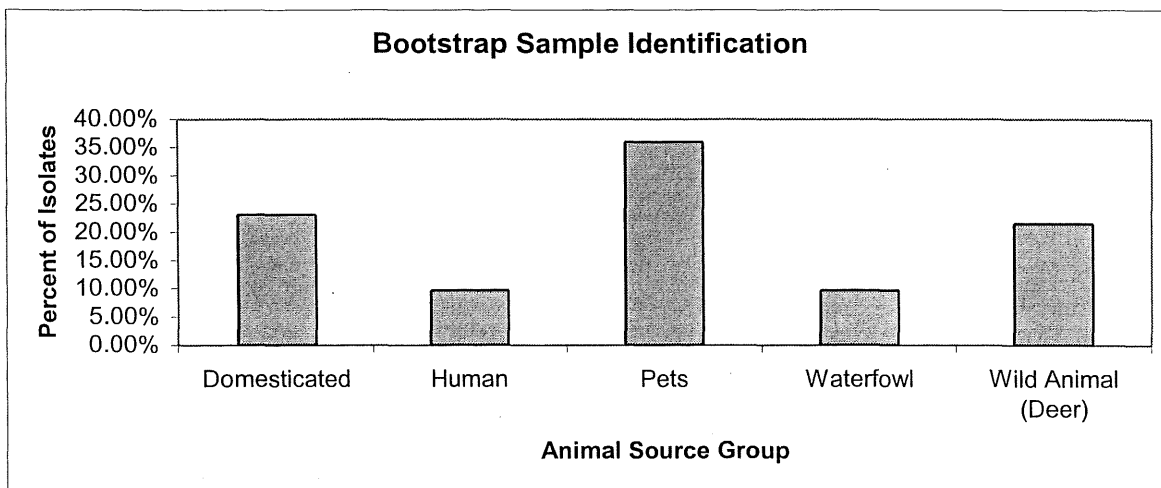 Bootstrap Sample Identification
Percent of Isolates
40.00%
35.00%
30.00%
25.00%
20.00%
15.00%
10.00%
5.00%
0.00%
Domesticated
Human
Pets
Waterfowl
Wild Animal
(Deer)
Animal Source Group